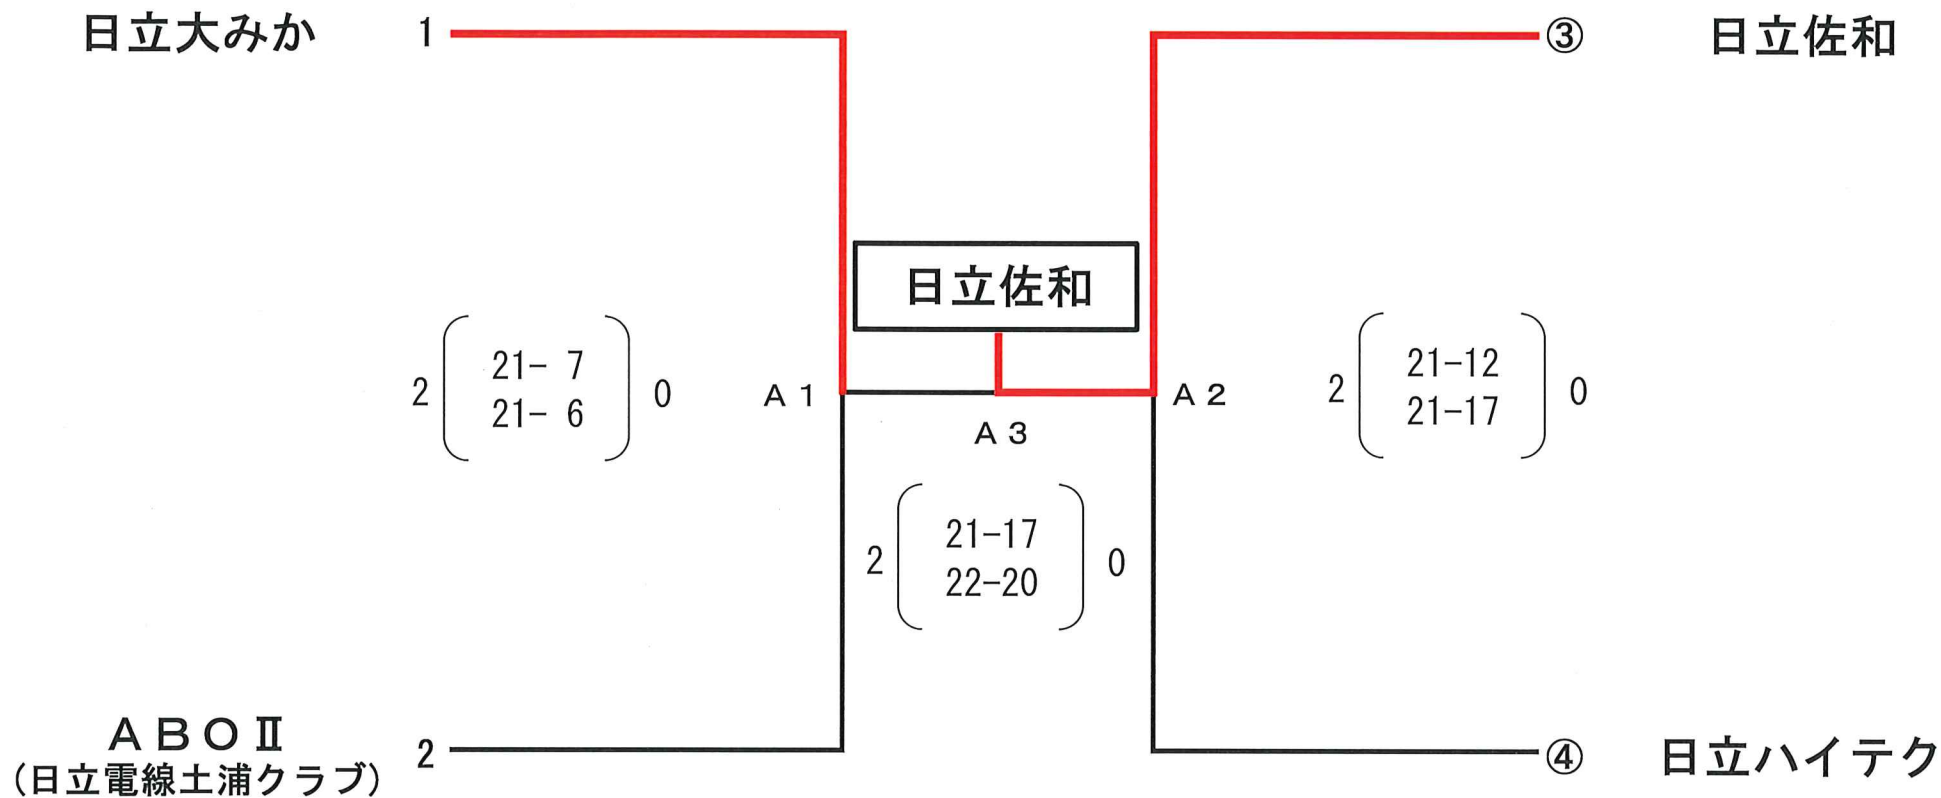 日立大みか 1
③ 日立佐和
日立佐和
2 21- 7 0
21- 6
A 1
A 2
A 3
2 21-12 0
21-17
2 21-17 0
22-20
ABOⅡ 2
(日立電線土浦クラブ)
④ 日立ハイテク